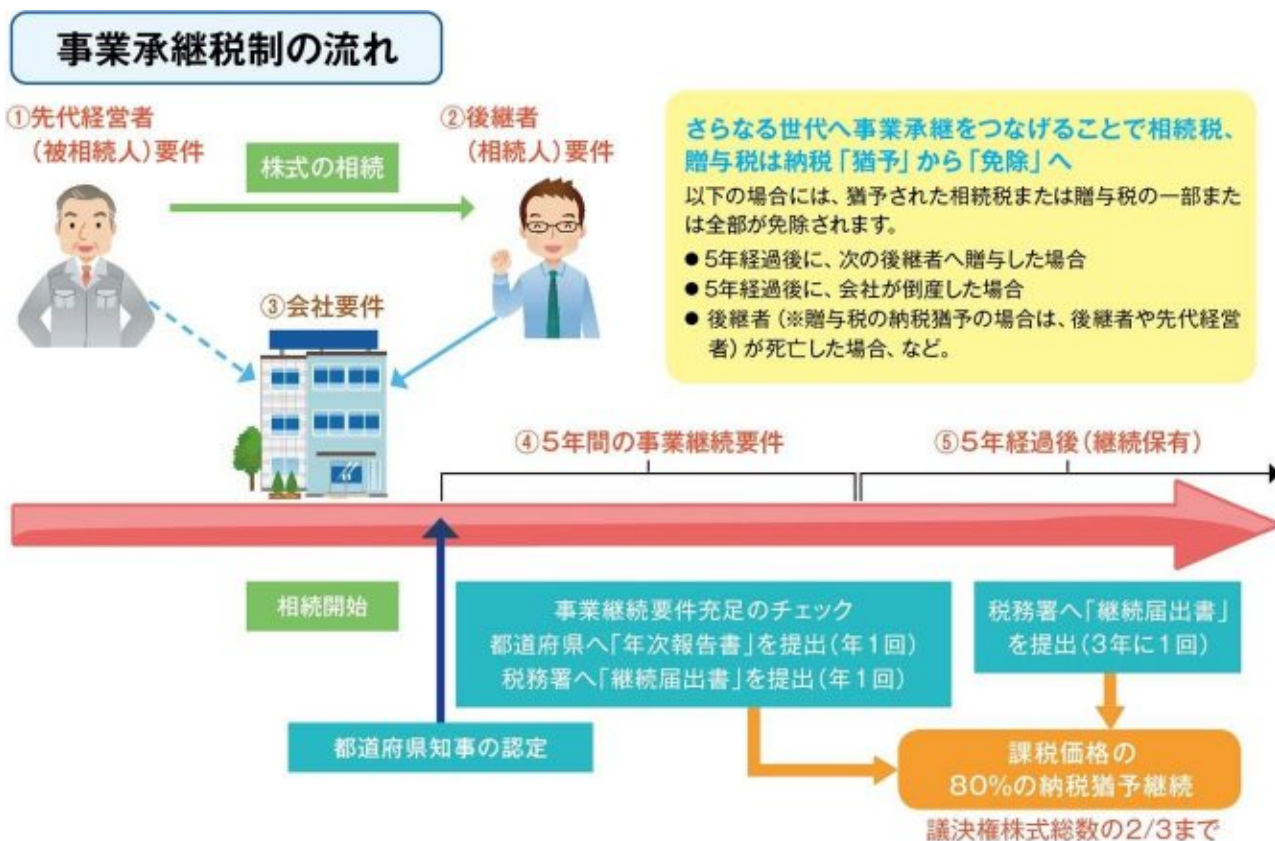 事業承継税制の流れ
①先代経営者
(被相続人)要件
株式の相続
②後継者
(相続人)要件
③会社要件
さらなる世代へ事業承継をつなげることで相続税、
贈与税は納税「猶予」から「免除」へ
以下の場合には、猶予された相続税または贈与税の一部また
は全部が免除されます。
● 5年経過後に、次の後継者へ贈与した場合
● 5年経過後に、会社が倒産した場合
● 後継者(※贈与税の納税猶予の場合は、後継者や先代経営
者)が死亡した場合、など。
④5年間の事業継続要件
⑤5年経過後(継続保有)
相続開始
都道府県知事の認定
事業継続要件充足のチェック
都道府県へ「年次報告書」を提出(年1回)
税務署へ「継続届出書」を提出(年1回)
税務署へ「継続届出書」
を提出(3年に1回)
課税価格の
80%の納税猶予継続
議決権株式総数の2/3まで